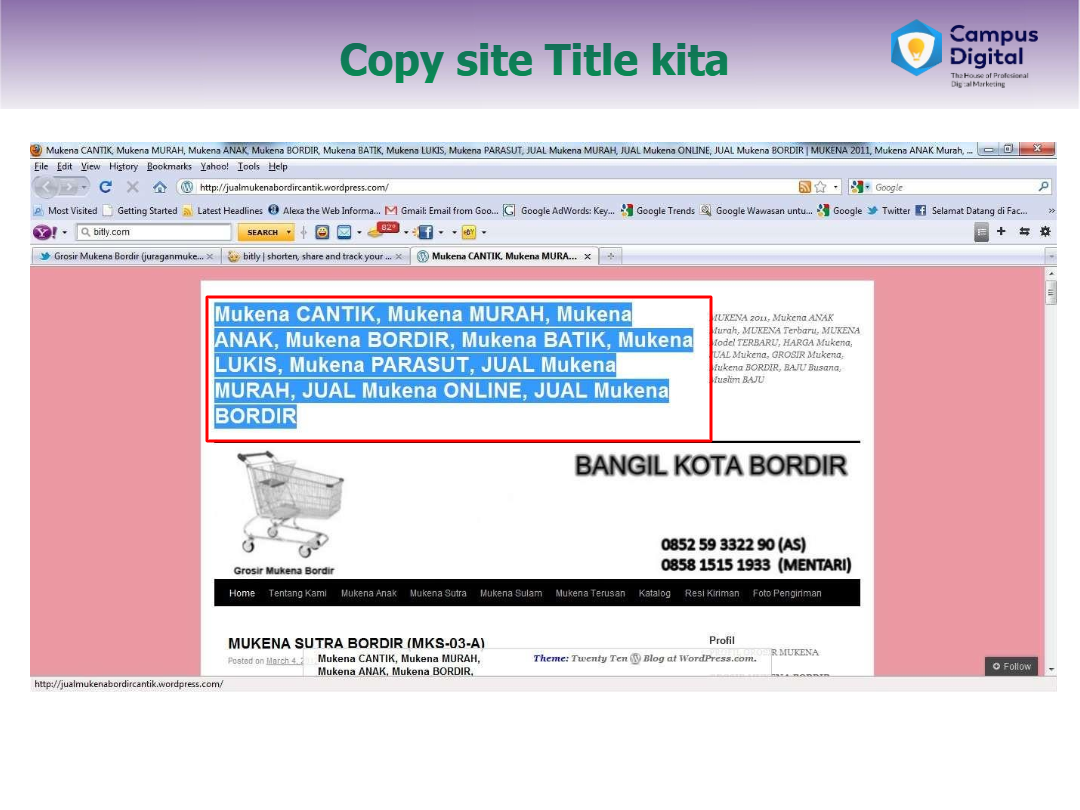 Copy site Title kita
Campus
Digital
The House of Profesional
Digital Marketing
Mukena CANTIK, Mukena MURAH, Mukena ANAK, Mukena BORDIR, Mukena BATIK, Mukena LUKIS, Mukena PARASUT, JUAL Mukena MURAH, JUAL Mukena ONLINE, JUAL Mukena BORDIR | MUKENA 2011, Mukena ANAK Murah, ...
File Edit View History Bookmarks Yahoo! Tools Help
http://jualmukenabordircantik.wordpress.com/
Google
Most Visited Getting Started Latest Headlines Alexa the Web Informa... Gmail: Email from Goo... Google AdWords: Key... Google Trends Google Wawasan untu... Google Twitter Selamat Datang di Fac... »
Y! bitly.com SEARCH 82° eBY
Grosir Mukena Bordir (juraganmuke... × bitly | shorten, share and track your ... × Mukena CANTIK, Mukena MURA... ×
Mukena CANTIK, Mukena MURAH, Mukena
ANAK, Mukena BORDIR, Mukena BATIK, Mukena
LUKIS, Mukena PARASUT, JUAL Mukena
MURAH, JUAL Mukena ONLINE, JUAL Mukena
BORDIR
MUKENA 2011, Mukena ANAK
Murah, MUKENA Terbaru, MUKENA
Model TERBARU, HARGA Mukena,
JUAL Mukena, GROSIR Mukena,
Mukena BORDIR, BAJU Busana,
Muslim BAJU
BANGIL KOTA BORDIR
0852 59 3322 90 (AS)
0858 1515 1933 (MENTARI)
Grosir Mukena Bordir
Home Tentang Kami Mukena Anak Mukena Sutra Mukena Sulam Mukena Terusan Katalog Resi Kiriman Foto Pengiriman
MUKENA SUTRA BORDIR (MKS-03-A)
Profil
Posted on March 4, 
MUKENA
Mukena CANTIK, Mukena MURAH,
Mukena ANAK, Mukena BORDIR,
Theme: Twenty Ten Blog at WordPress.com.
Follow
http://jualmukenabordircantik.wordpress.com/